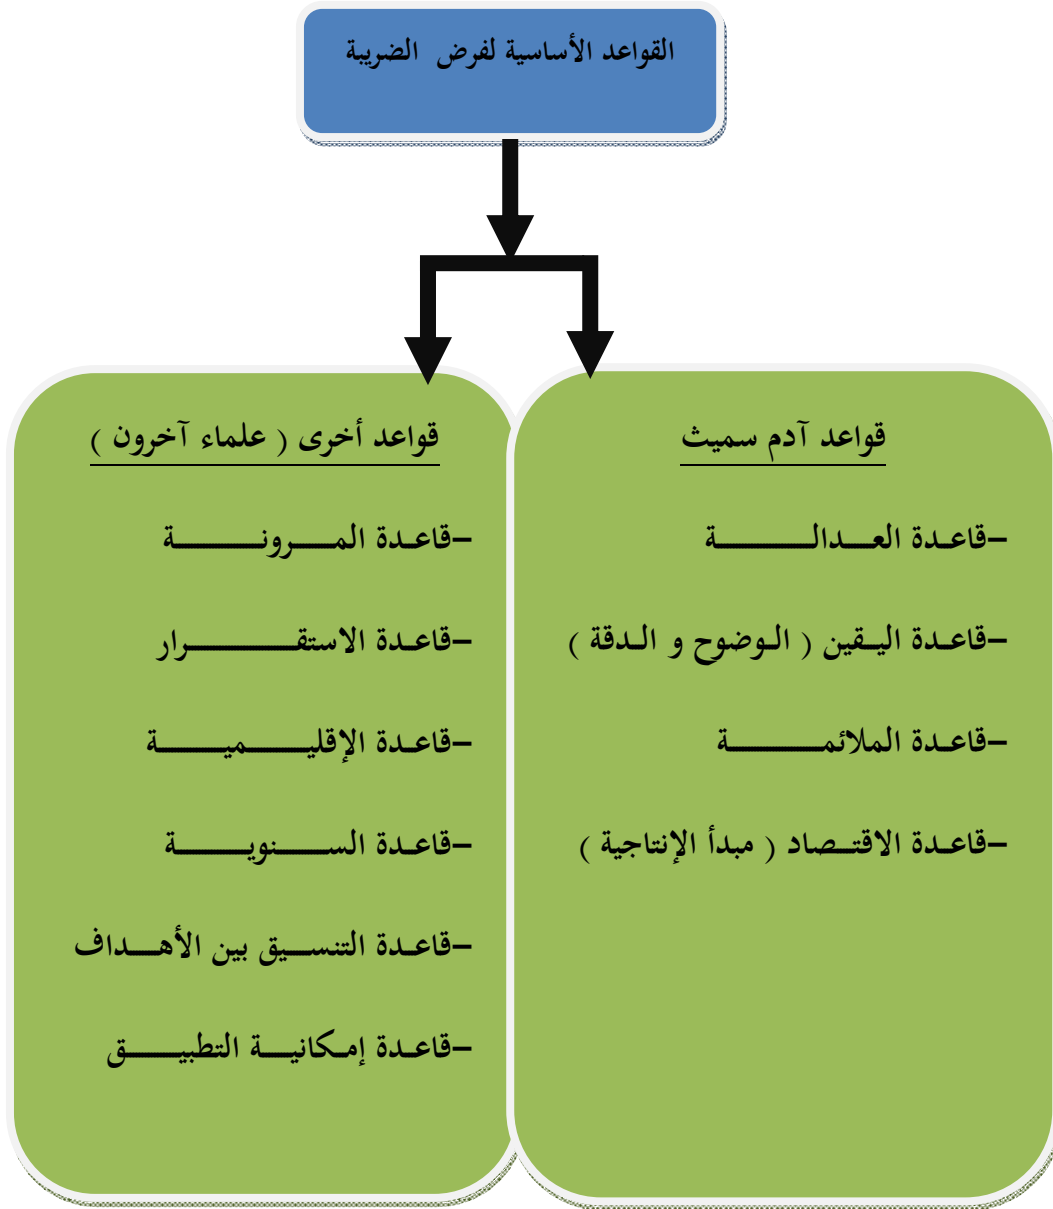 القواعد الأساسية لفرض الضريبة
قواعد آدم سميث
-قاعدة العدالة
-قاعدة اليقين ( الوضوح و الدقة )
-قاعدة الملائمة
-قاعدة الاقتصاد ( مبدأ الإنتاجية )
قواعد أخرى ( علماء آخرون )
-قاعدة المرونة
-قاعدة الاستقرار
-قاعدة الإقليمية
-قاعدة السنوية
-قاعدة التنسيق بين الأهداف
-قاعدة إمكانية التطبيق